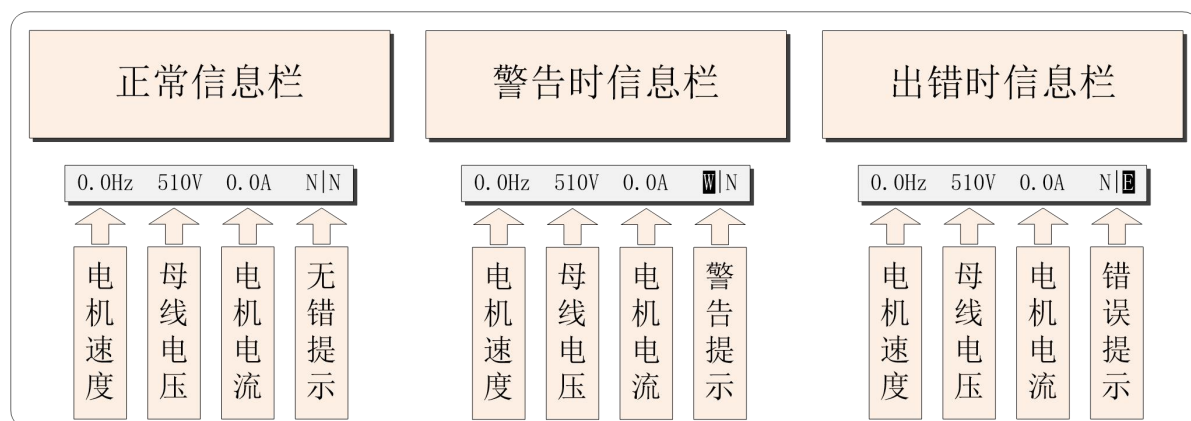 正常信息栏
警告时信息栏
出错时信息栏
0.0Hz 510V 0.0A N|N
0.0Hz 510V 0.0A W|N
0.0Hz 510V 0.0A N|E
电机速度
母线电压
电机电流
无错提示
电机速度
母线电压
电机电流
警告提示
电机速度
母线电压
电机电流
错误提示